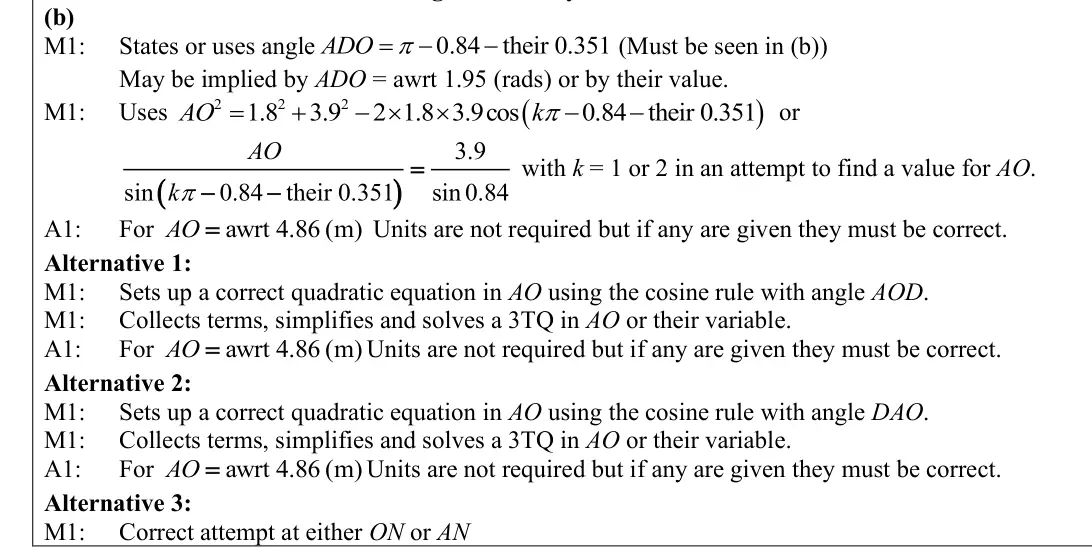 (b)
M1: States or uses angle ADO = π − 0.84 − their 0.351 (Must be seen in (b))
May be implied by ADO = awrt 1.95 (rads) or by their value.
M1: Uses AO² = 1.8² + 3.9² − 2×1.8×3.9cos(kπ − 0.84 − their 0.351) or
AO / sin(kπ − 0.84 − their 0.351) = 3.9 / sin 0.84 with k = 1 or 2 in an attempt to find a value for AO.
A1: For AO = awrt 4.86 (m) Units are not required but if any are given they must be correct.
Alternative 1:
M1: Sets up a correct quadratic equation in AO using the cosine rule with angle AOD.
M1: Collects terms, simplifies and solves a 3TQ in AO or their variable.
A1: For AO = awrt 4.86 (m) Units are not required but if any are given they must be correct.
Alternative 2:
M1: Sets up a correct quadratic equation in AO using the cosine rule with angle DAO.
M1: Collects terms, simplifies and solves a 3TQ in AO or their variable.
A1: For AO = awrt 4.86 (m) Units are not required but if any are given they must be correct.
Alternative 3:
M1: Correct attempt at either ON or AN